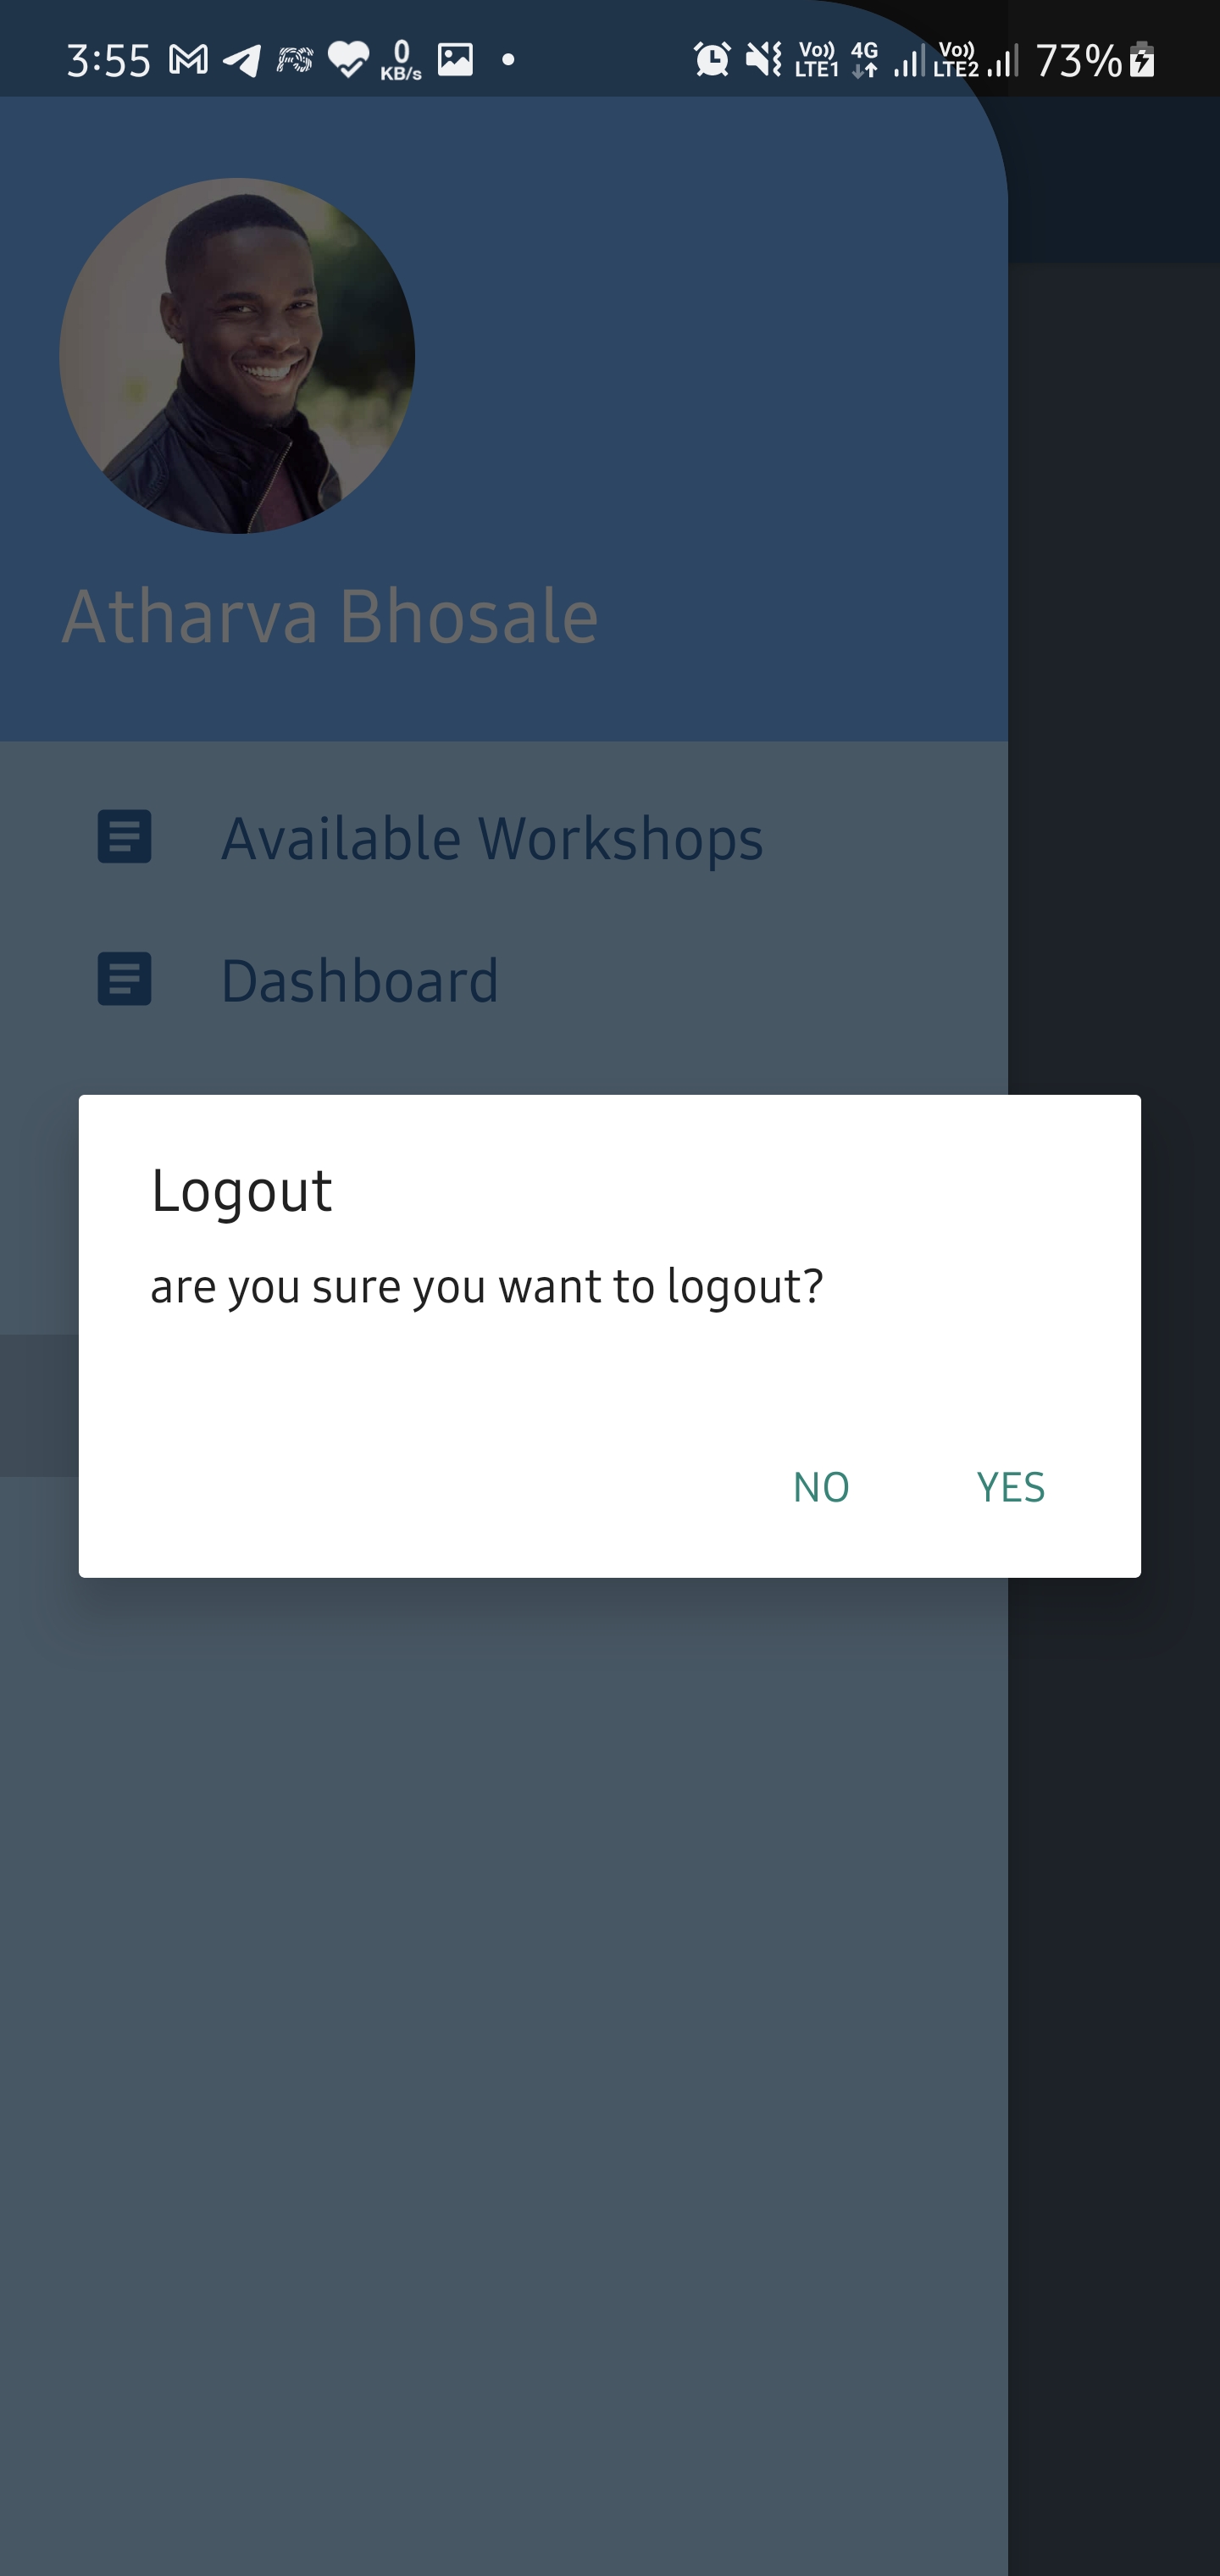 3:55 0 KB/s Vo)) LTE1 4G Vo)) LTE2 73%
Atharva Bhosale
Available Workshops
Dashboard
Logout
are you sure you want to logout?
NO YES